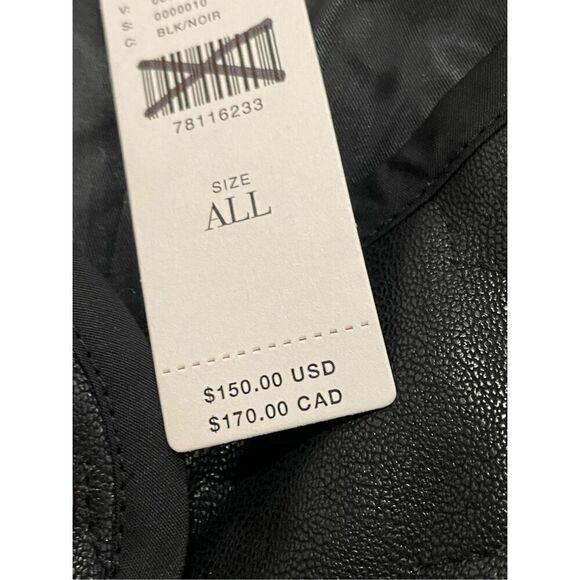 V:
S: 0000010
C: BLK/NOIR
78116233
SIZE
ALL
$150.00 USD
$170.00 CAD